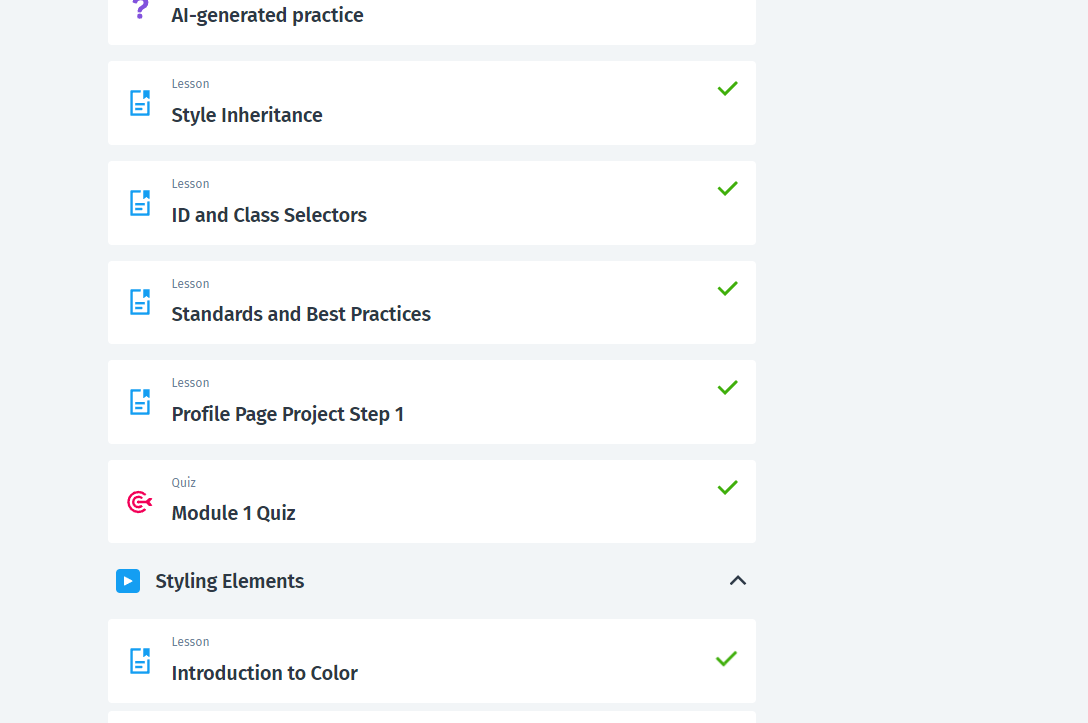 AI-generated practice
Lesson
Style Inheritance
Lesson
ID and Class Selectors
Lesson
Standards and Best Practices
Lesson
Profile Page Project Step 1
Quiz
Module 1 Quiz
Styling Elements
Lesson
Introduction to Color